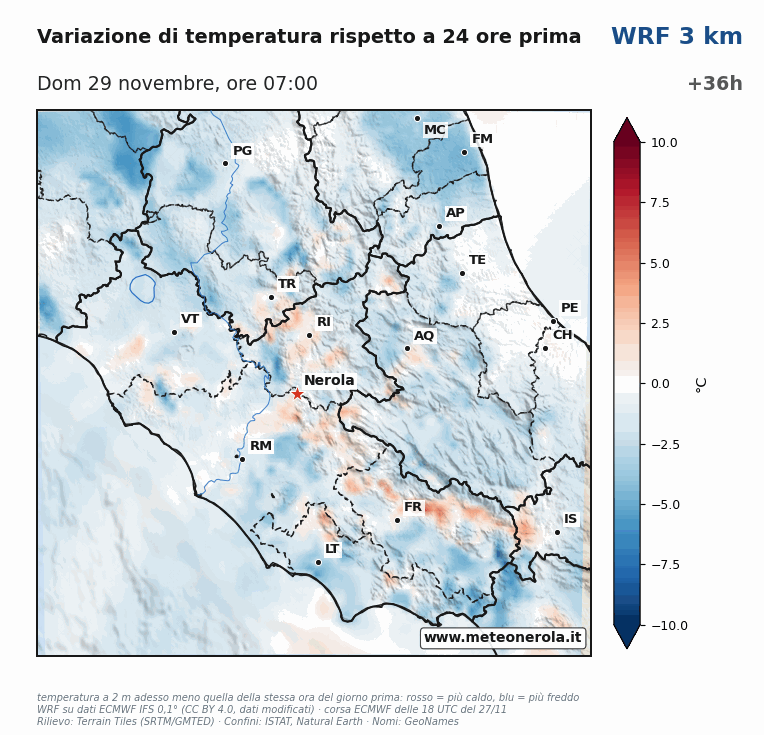 Variazione di temperatura rispetto a 24 ore prima
WRF 3 km
Dom 29 novembre, ore 07:00
+36h
MC
FM
PG
AP
TE
TR
PE
VT
RI
AQ
CH
Nerola
RM
FR
IS
LT
www.meteonerola.it
10.0
7.5
5.0
2.5
0.0
−2.5
−5.0
−7.5
−10.0
°C
temperatura a 2 m adesso meno quella della stessa ora del giorno prima: rosso = più caldo, blu = più freddo
WRF su dati ECMWF IFS 0,1° (CC BY 4.0, dati modificati) · corsa ECMWF delle 18 UTC del 27/11
Rilievo: Terrain Tiles (SRTM/GMTED) · Confini: ISTAT, Natural Earth · Nomi: GeoNames